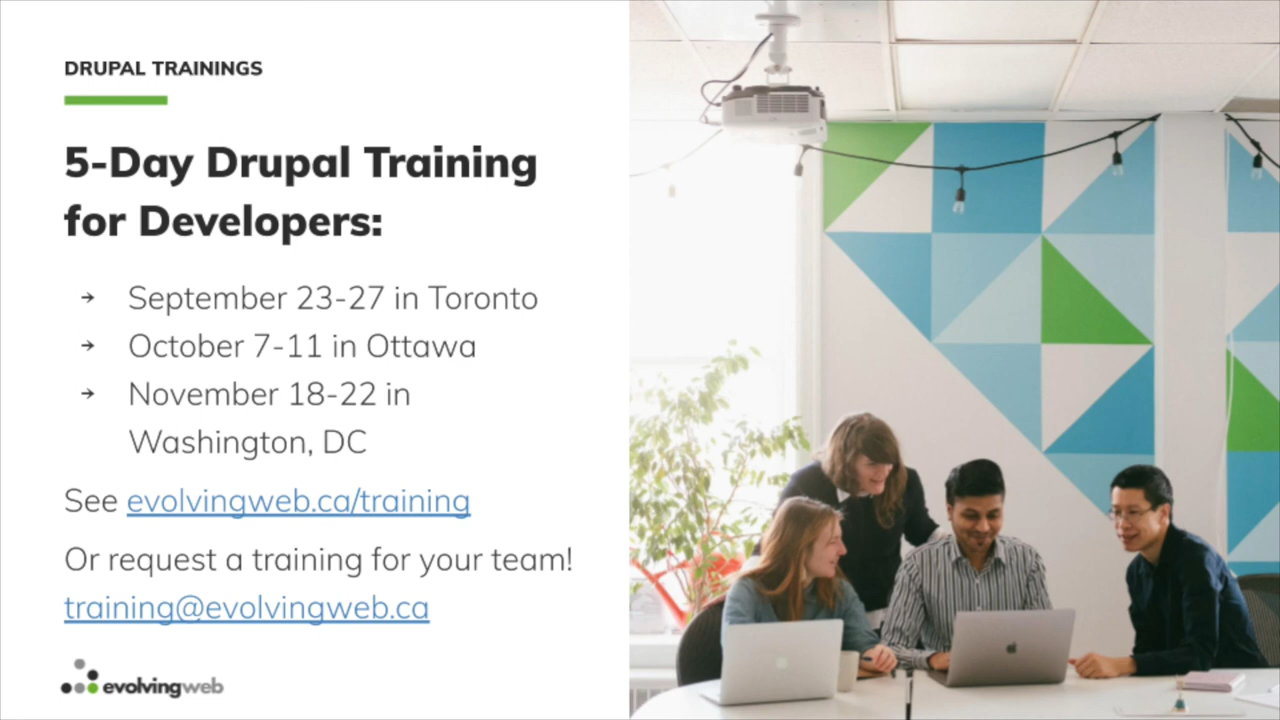 DRUPAL TRAININGS
5-Day Drupal Training
for Developers:
→ September 23-27 in Toronto
→ October 7-11 in Ottawa
→ November 18-22 in
Washington, DC
See evolvingweb.ca/training
Or request a training for your team!
training@evolvingweb.ca
evolvingweb